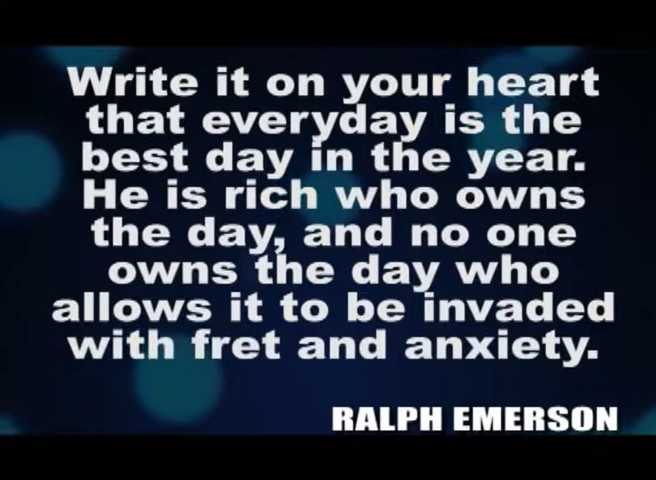 Write it on your heart
that everyday is the
best day in the year.
He is rich who owns
the day, and no one
owns the day who
allows it to be invaded
with fret and anxiety.
RALPH EMERSON